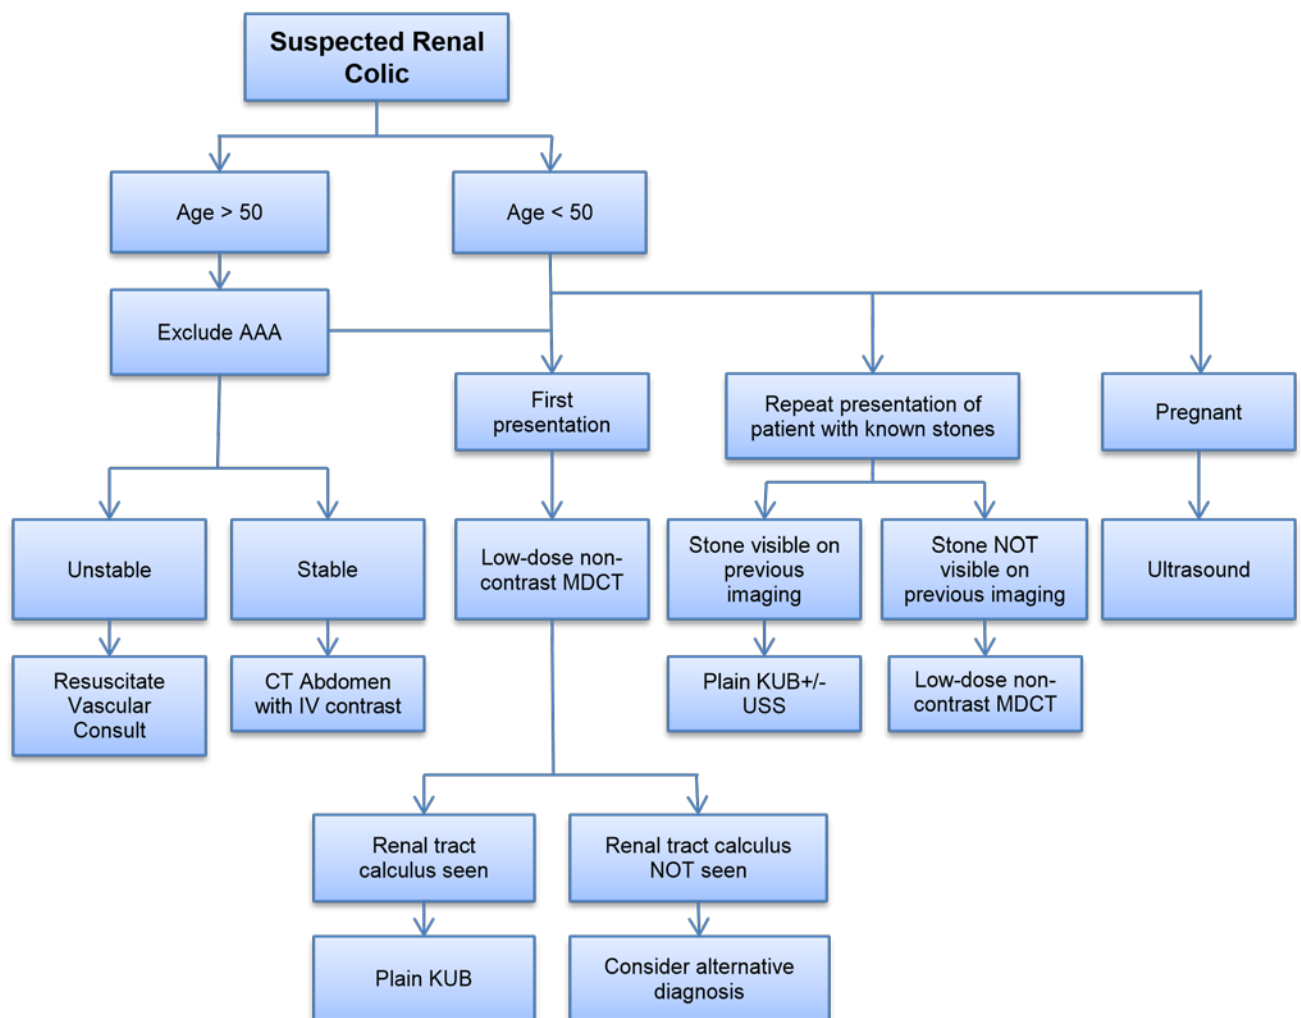 Suspected Renal
Colic
Age > 50
Age < 50
Exclude AAA
First
presentation
Repeat presentation of
patient with known stones
Pregnant
Unstable
Stable
Low-dose non-
contrast MDCT
Stone visible on
previous
imaging
Stone NOT
visible on
previous imaging
Ultrasound
Resuscitate
Vascular
Consult
CT Abdomen
with IV contrast
Plain KUB+/-
USS
Low-dose non-
contrast MDCT
Renal tract
calculus seen
Renal tract calculus
NOT seen
Plain KUB
Consider alternative
diagnosis